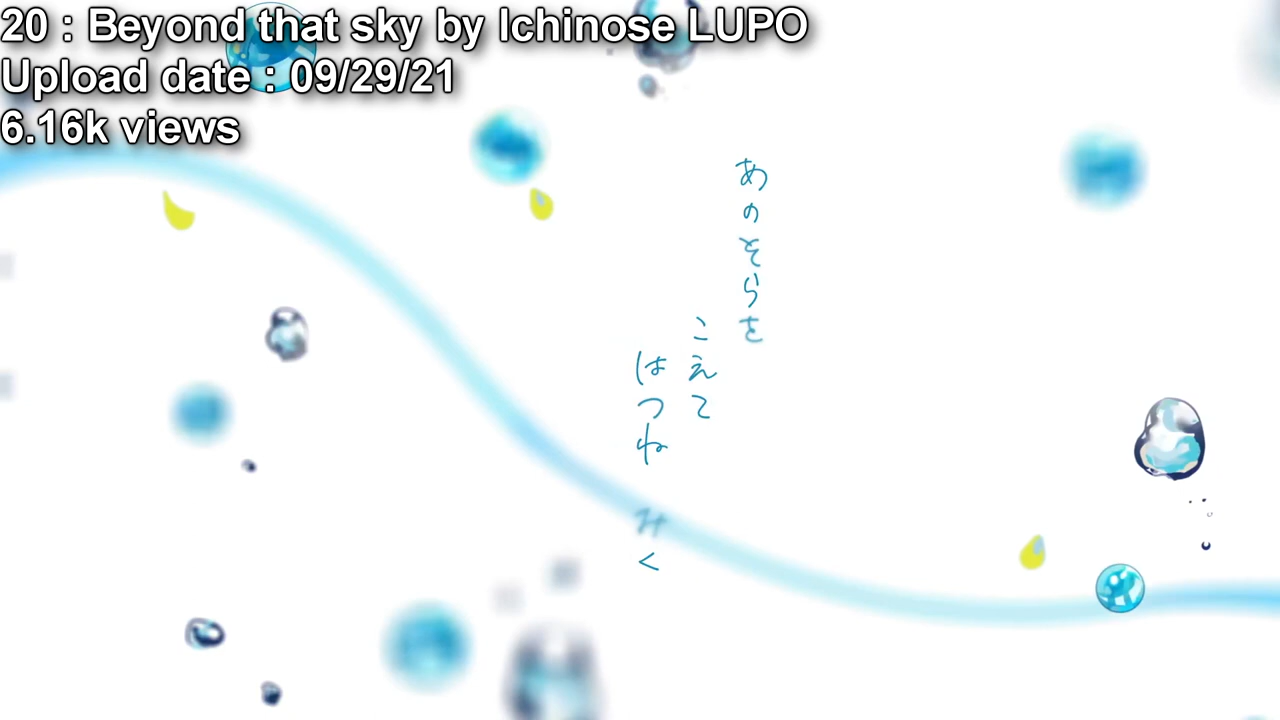 20 : Beyond that sky by Ichinose LUPO
Upload date : 09/29/21
6.16k views
あのそらを
こえて
はつね みく